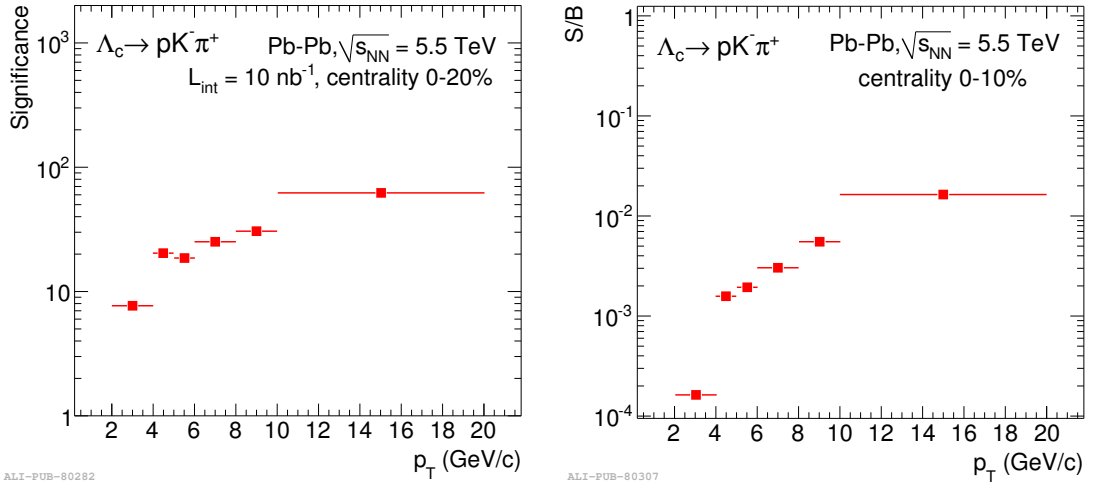 Significance
10³
10²
10
1
Λc→ pK⁻π⁺
Pb-Pb,√sNN = 5.5 TeV
Lint = 10 nb⁻¹, centrality 0-20%
2 4 6 8 10 12 14 16 18 20
pT (GeV/c)
ALI-PUB-80282
S/B
1
10⁻¹
10⁻²
10⁻³
10⁻⁴
Λc→ pK⁻π⁺
Pb-Pb,√sNN = 5.5 TeV
centrality 0-10%
2 4 6 8 10 12 14 16 18 20
pT (GeV/c)
ALI-PUB-80307